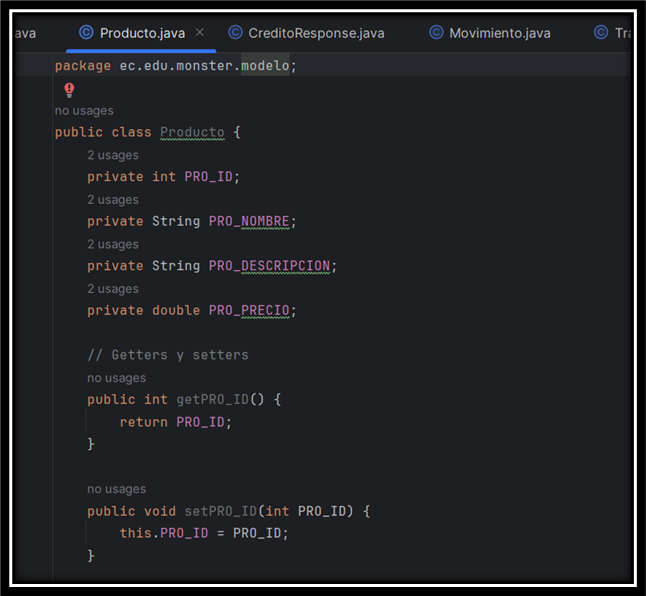 ava Producto.java CreditoResponse.java Movimiento.java Tra
package ec.edu.monster.modelo;
no usages
public class Producto {
2 usages
private int PRO_ID;
2 usages
private String PRO_NOMBRE;
2 usages
private String PRO_DESCRIPCION;
2 usages
private double PRO_PRECIO;
// Getters y setters
no usages
public int getPRO_ID() {
return PRO_ID;
}
no usages
public void setPRO_ID(int PRO_ID) {
this.PRO_ID = PRO_ID;
}